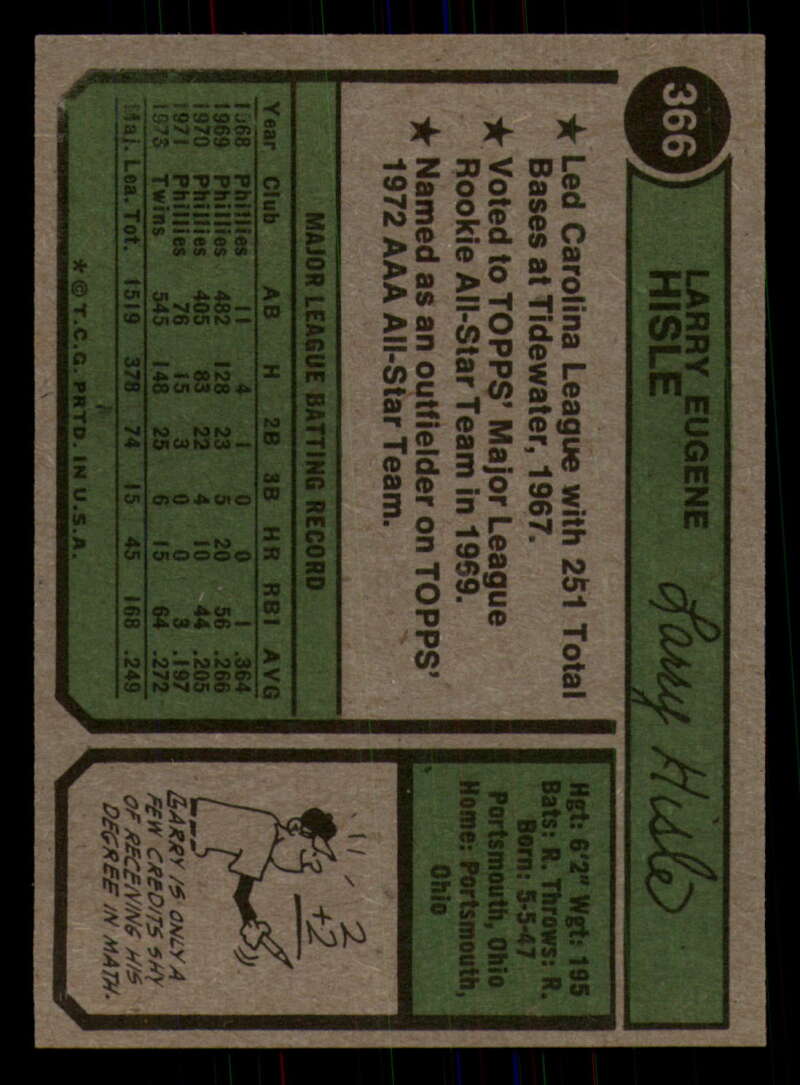 366
LARRY EUGENE
HISLE
Larry Hisle
★ Led Carolina League with 251 Total
Bases at Tidewater, 1967.
★ Voted to TOPPS' Major League
Rookie All-Star Team in 1969.
★ Named as an outfielder on TOPPS'
1972 AAA All-Star Team.
MAJOR LEAGUE BATTING RECORD
Year Club AB H 2B 3B HR RBI AVG
1968 Phillies 11 4 1 0 0 1 .364
1969 Phillies 482 128 23 5 20 56 .266
1970 Phillies 405 83 22 4 10 44 .205
1971 Phillies 76 15 3 0 0 3 .197
1973 Twins 545 148 25 6 15 64 .272
Maj. Lea. Tot. 1519 378 74 15 45 168 .249
* © T.C.G. PRTD. IN U.S.A.
Hgt: 6'2" Wgt: 195
Bats: R. Throws: R.
Born: 5-5-47
Portsmouth, Ohio
Home: Portsmouth,
Ohio
2
+2
LARRY IS ONLY A
FEW CREDITS SHY
OF RECEIVING HIS
DEGREE IN MATH.